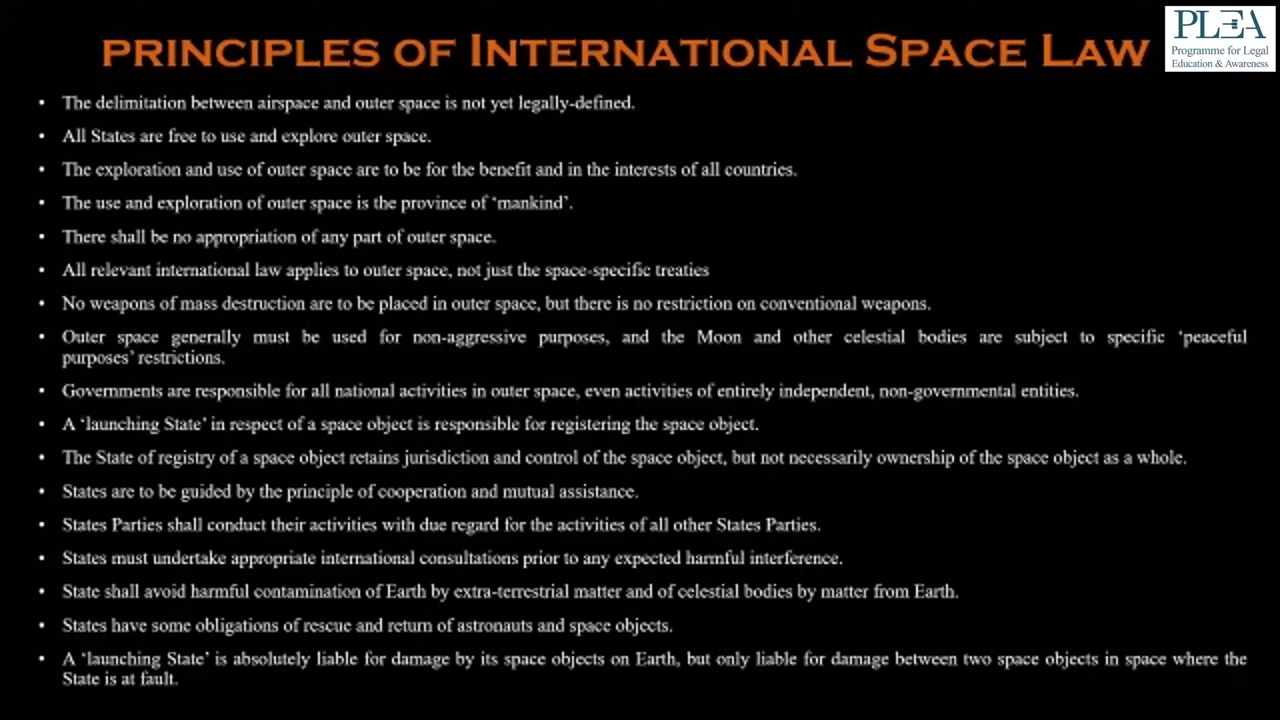 PRINCIPLES OF INTERNATIONAL SPACE LAW
PLEA
Programme for Legal
Education & Awareness
• The delimitation between airspace and outer space is not yet legally-defined.
• All States are free to use and explore outer space.
• The exploration and use of outer space are to be for the benefit and in the interests of all countries.
• The use and exploration of outer space is the province of ‘mankind’.
• There shall be no appropriation of any part of outer space.
• All relevant international law applies to outer space, not just the space-specific treaties
• No weapons of mass destruction are to be placed in outer space, but there is no restriction on conventional weapons.
• Outer space generally must be used for non-aggressive purposes, and the Moon and other celestial bodies are subject to specific ‘peaceful
purposes’ restrictions.
• Governments are responsible for all national activities in outer space, even activities of entirely independent, non-governmental entities.
• A ‘launching State’ in respect of a space object is responsible for registering the space object.
• The State of registry of a space object retains jurisdiction and control of the space object, but not necessarily ownership of the space object as a whole.
• States are to be guided by the principle of cooperation and mutual assistance.
• States Parties shall conduct their activities with due regard for the activities of all other States Parties.
• States must undertake appropriate international consultations prior to any expected harmful interference.
• State shall avoid harmful contamination of Earth by extra-terrestrial matter and of celestial bodies by matter from Earth.
• States have some obligations of rescue and return of astronauts and space objects.
• A ‘launching State’ is absolutely liable for damage by its space objects on Earth, but only liable for damage between two space objects in space where the
State is at fault.